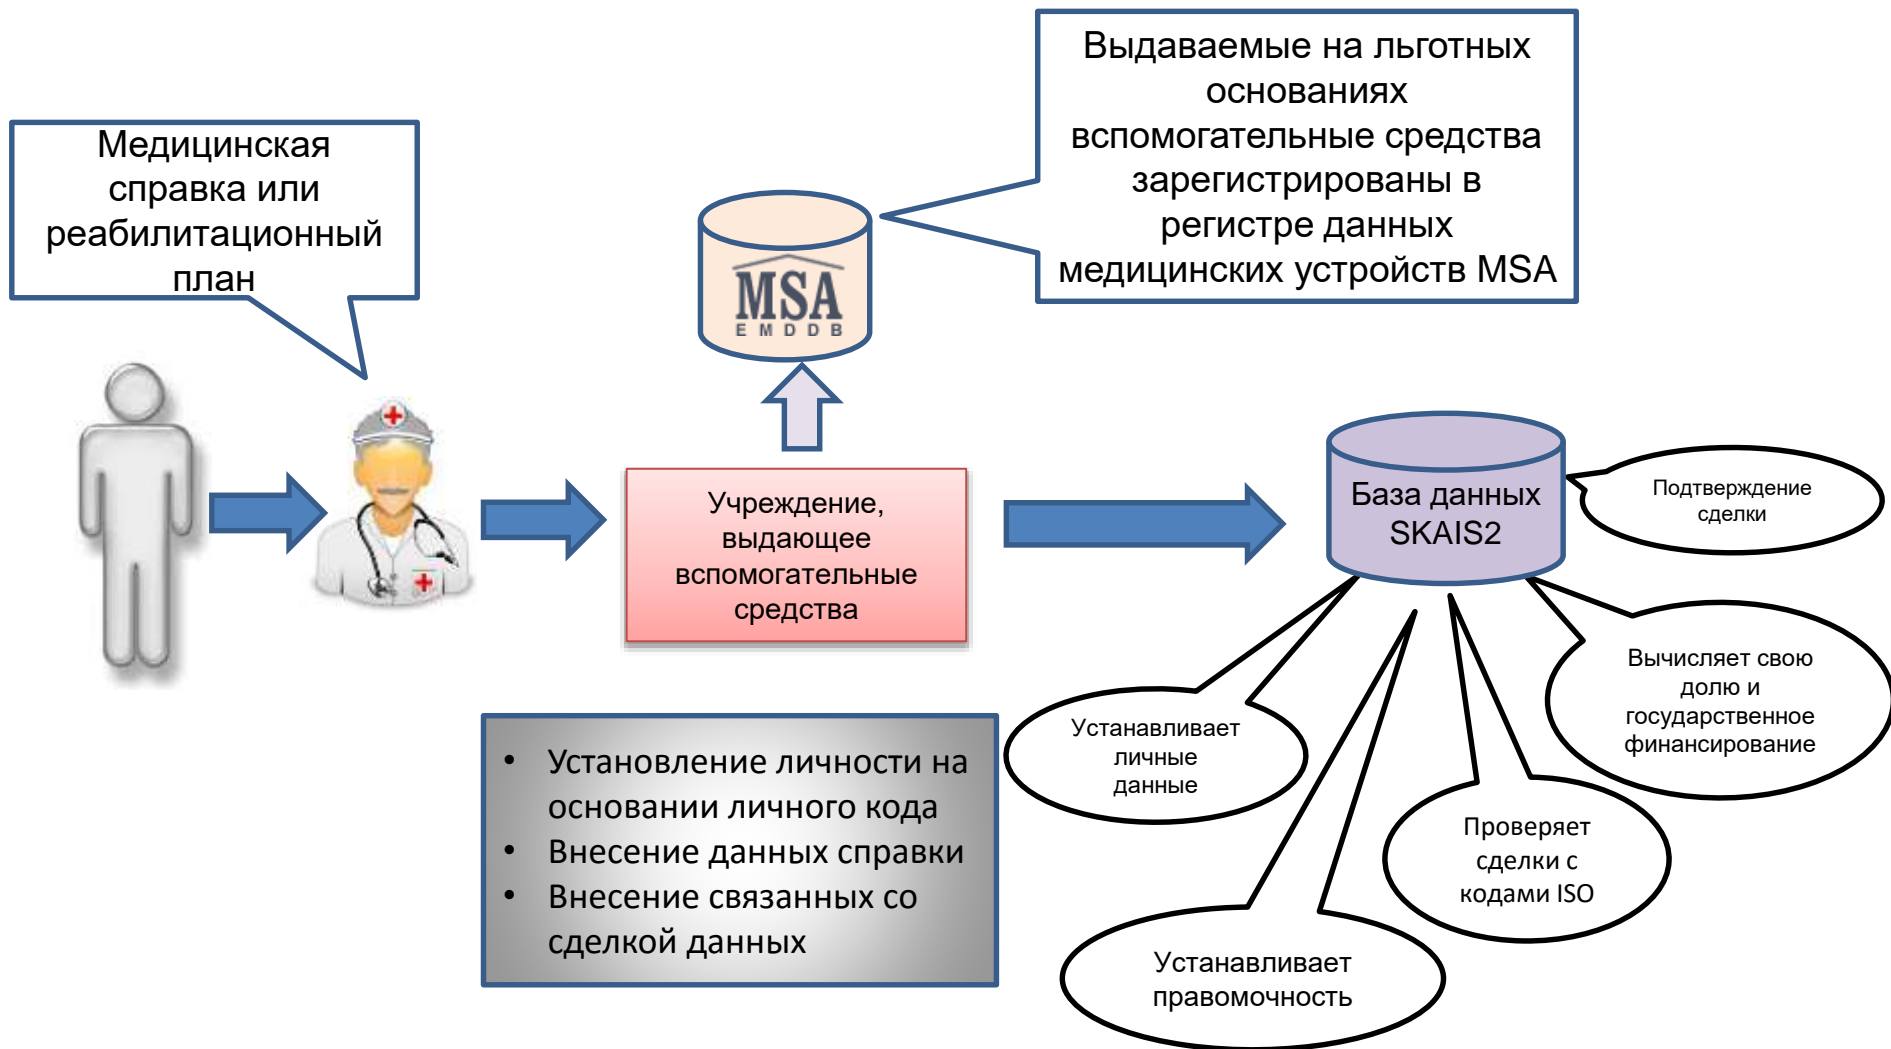 Медицинская
справка или
реабилитационный
план
Выдаваемые на льготных
основаниях
вспомогательные средства
зарегистрированы в
регистре данных
медицинских устройств MSA
MSA
EMDDB
Учреждение,
выдающее
вспомогательные
средства
База данных
SKAIS2
Подтверждение
сделки
Вычисляет свою
долю и
государственное
финансирование
Устанавливает
личные
данные
Проверяет
сделки с
кодами ISO
Устанавливает
правомочность
• Установление личности на
основании личного кода
• Внесение данных справки
• Внесение связанных со
сделкой данных